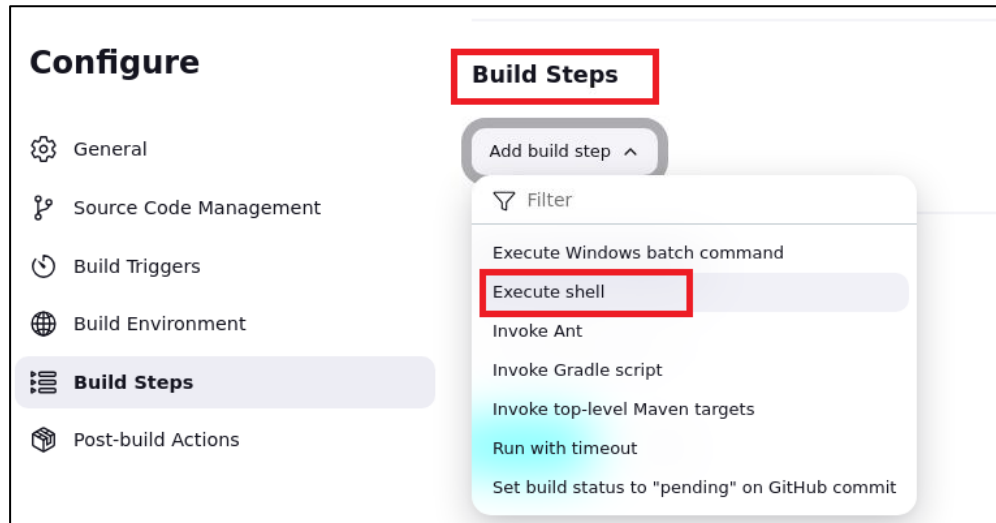 Configure
General
Source Code Management
Build Triggers
Build Environment
Build Steps
Post-build Actions
Build Steps
Add build step
Filter
Execute Windows batch command
Execute shell
Invoke Ant
Invoke Gradle script
Invoke top-level Maven targets
Run with timeout
Set build status to "pending" on GitHub commit